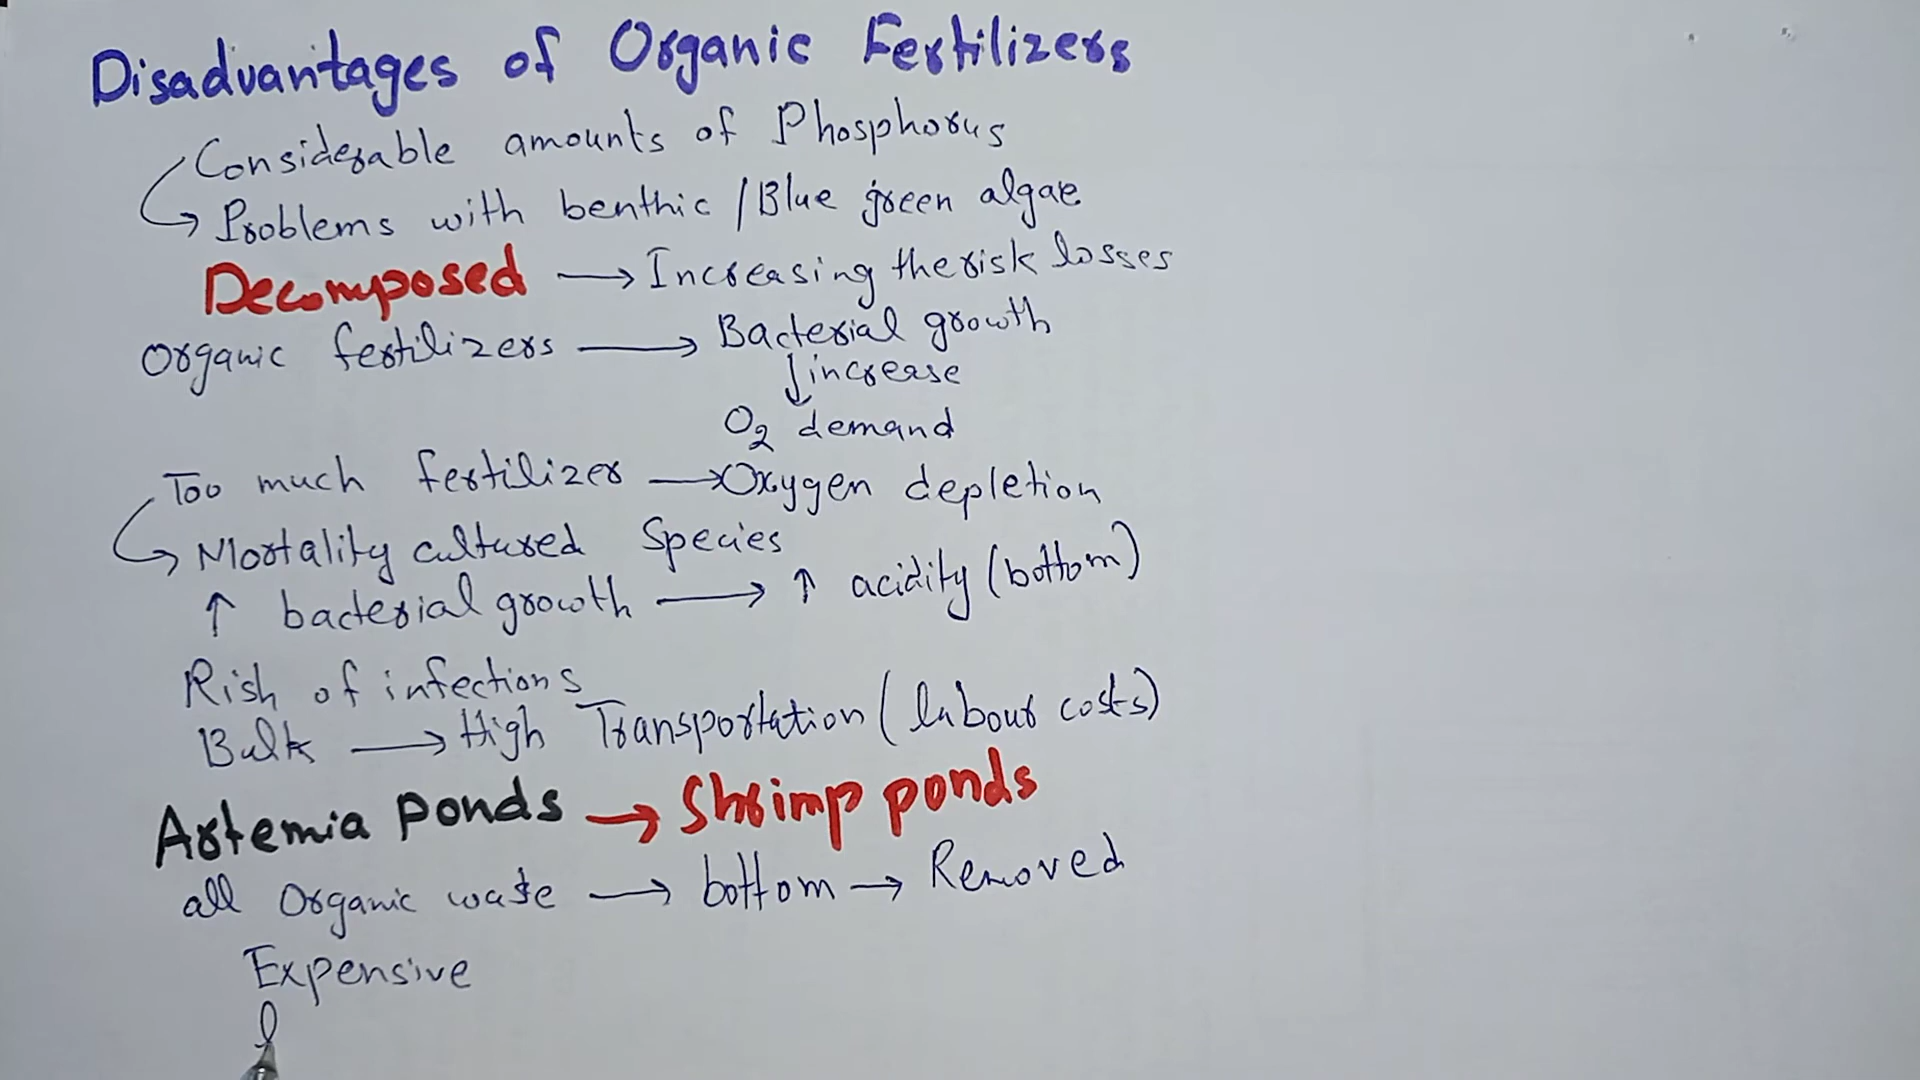 Disadvantages of Organic Fertilizers
Considerable amounts of Phosphorus
→ Problems with benthic / Blue green algae
Decomposed → Increasing the risk losses
Organic fertilizers → Bacterial growth
↓ increase
O₂ demand
Too much fertilizer → Oxygen depletion
→ Mortality cultured Species
↑ bacterial growth → ↑ acidity (bottom)
Risk of infections
Bulk → High Transportation (labour costs)
Artemia Ponds → Shrimp ponds
all Organic waste → bottom → Removed
Expensive
l